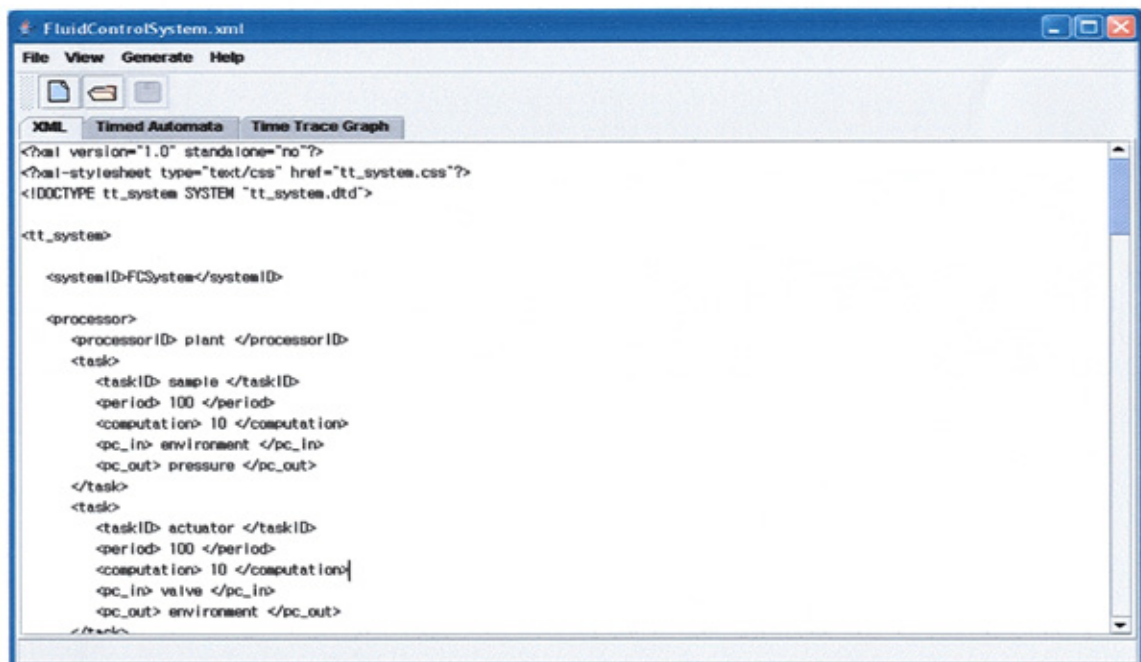 FluidControlSystem.xml
File View Generate Help
XML Timed Automata Time Trace Graph
<?xml version="1.0" standalone="no"?>
<?xml-stylesheet type="text/css" href="tt_system.css"?>
<!DOCTYPE tt_system SYSTEM "tt_system.dtd">
<tt_system>
<systemID>FCSystem</systemID>
<processor>
<processorID> plant </processorID>
<task>
<taskID> sample </taskID>
<period> 100 </period>
<computation> 10 </computation>
<pc_in> environment </pc_in>
<pc_out> pressure </pc_out>
</task>
<task>
<taskID> actuator </taskID>
<period> 100 </period>
<computation> 10 </computation>
<pc_in> valve </pc_in>
<pc_out> environment </pc_out>
</task>